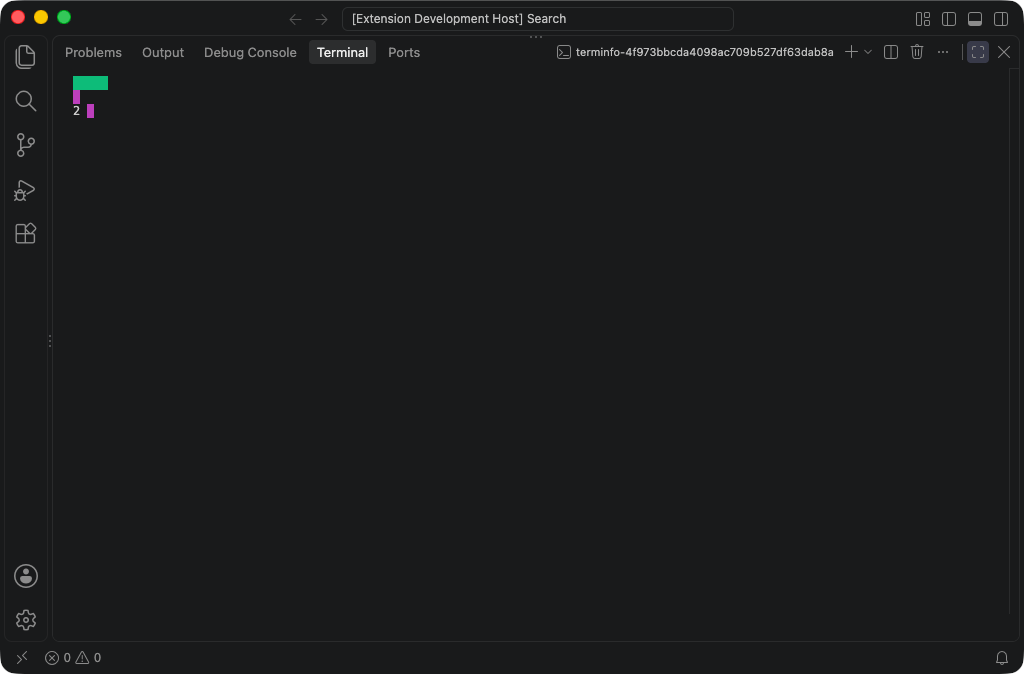 [Extension Development Host] Search
Problems Output Debug Console Terminal Ports terminfo-4f973bbcda4098ac709b527df63dab8a
2
0 0